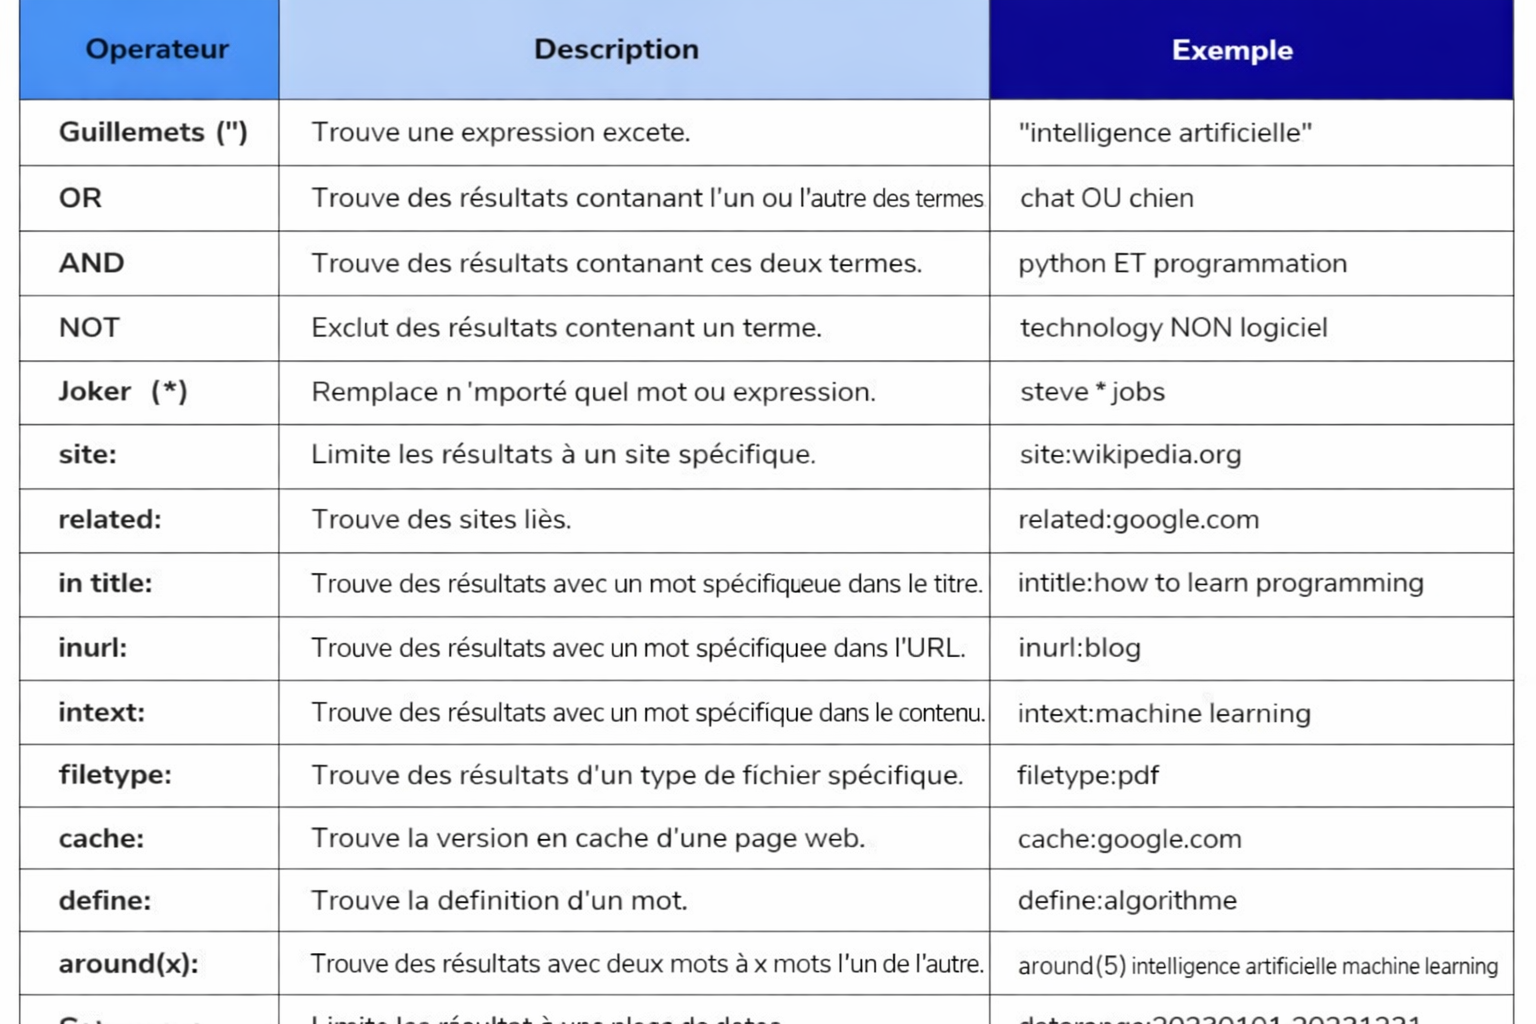 Operateur Description Exemple
Guillemets (") Trouve une expression excete. "intelligence artificielle"
OR Trouve des résultats contanant l'un ou l'autre des termes chat OU chien
AND Trouve des résultats contanant ces deux termes. python ET programmation
NOT Exclut des résultats contenant un terme. technology NON logiciel
Joker (*) Remplace n 'mporté quel mot ou expression. steve * jobs
site: Limite les résultats à un site spécifique. site:wikipedia.org
related: Trouve des sites liès. related:google.com
in title: Trouve des résultats avec un mot spécifiqueue dans le titre. intitle:how to learn programming
inurl: Trouve des résultats avec un mot spécifiquee dans l'URL. inurl:blog
intext: Trouve des résultats avec un mot spécifique dans le contenu. intext:machine learning
filetype: Trouve des résultats d'un type de fichier spécifique. filetype:pdf
cache: Trouve la version en cache d'une page web. cache:google.com
define: Trouve la definition d'un mot. define:algorithme
around(x): Trouve des résultats avec deux mots à x mots l'un de l'autre. around(5) intelligence artificielle machine learning